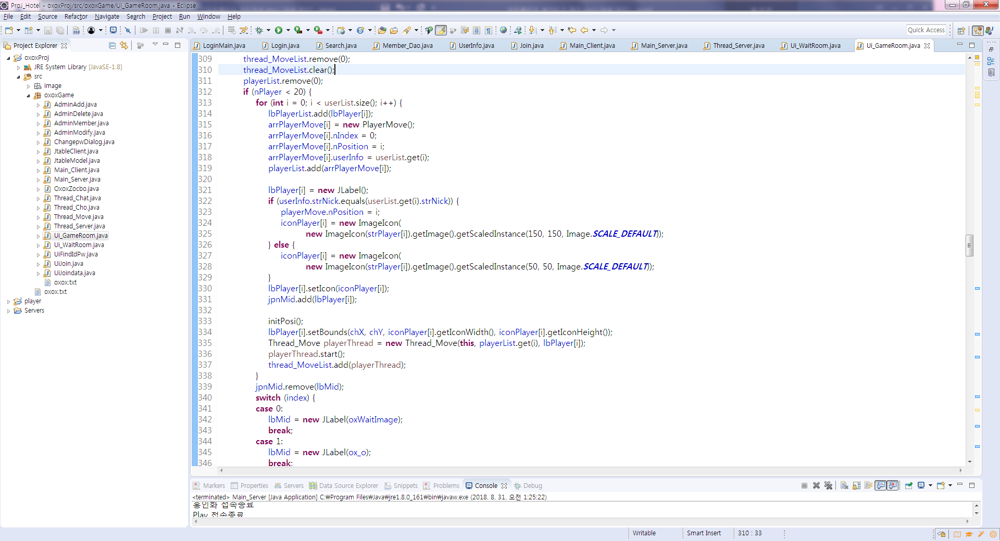 ProJ_Hotel - oxoxProj/src/oxoxGame/Ui_GameRoom.java - Eclipse
File Edit Source Refactor Navigate Search Project Run Window Help
Quick Access
Project Explorer
LoginMain.java Login.java Search.java Member_Dao.java UserInfo.java Join.java Main_Client.java Main_Server.java Thread_Server.java Ui_WaitRoom.java Ui_GameRoom.java
oxoxProj
JRE System Library [JavaSE-1.8]
src
image
oxoxGame
AdminAdd.java
AdminDelete.java
AdminMember.java
AdminModify.java
ChangepwDialog.java
JtableClient.java
JtableModel.java
Main_Client.java
Main_Server.java
OxoxZocbo.java
Thread_Chat.java
Thread_Cho.java
Thread_Move.java
Thread_Server.java
Ui_GameRoom.java
Ui_WaitRoom.java
UiFindIdPw.java
UiJoin.java
UiJoindata.java
oxox.txt
oxox.txt
player
Servers
309 thread_MoveList.remove(0);
310 thread_MoveList.clear();
311 playerList.remove(0);
312 if (nPlayer < 20) {
313 for (int i = 0; i < userList.size(); i++) {
314 lbPlayerList.add(lbPlayer[i]);
315 arrPlayerMove[i] = new PlayerMove();
316 arrPlayerMove[i].nIndex = 0;
317 arrPlayerMove[i].nPosition = i;
318 arrPlayerMove[i].userInfo = userList.get(i);
319 playerList.add(arrPlayerMove[i]);
320
321 lbPlayer[i] = new JLabel();
322 if (userInfo.strNick.equals(userList.get(i).strNick)) {
323 playerMove.nPosition = i;
324 iconPlayer[i] = new ImageIcon(
325 new ImageIcon(strPlayer[i]).getImage().getScaledInstance(150, 150, Image.SCALE_DEFAULT));
326 } else {
327 iconPlayer[i] = new ImageIcon(
328 new ImageIcon(strPlayer[i]).getImage().getScaledInstance(50, 50, Image.SCALE_DEFAULT));
329 }
330 lbPlayer[i].setIcon(iconPlayer[i]);
331 jpnMid.add(lbPlayer[i]);
332
333 initPosi();
334 lbPlayer[i].setBounds(chX, chY, iconPlayer[i].getIconWidth(), iconPlayer[i].getIconHeight());
335 Thread_Move playerThread = new Thread_Move(this, playerList.get(i), lbPlayer[i]);
336 playerThread.start();
337 thread_MoveList.add(playerThread);
338 }
339 jpnMid.remove(lbMid);
340 switch (index) {
341 case 0:
342 lbMid = new JLabel(oxWaitImage);
343 break;
344 case 1:
345 lbMid = new JLabel(ox_o);
346 break;
Markers Properties Servers Data Source Explorer Snippets Problems Console Debug
<terminated> Main_Server [Java Application] C:₩Program Files₩Java₩jre1.8.0_161₩bin₩javaw.exe (2018. 8. 31. 오전 1:25:22)
접속종료
Play 접속종료
Writable Smart Insert 310 : 33